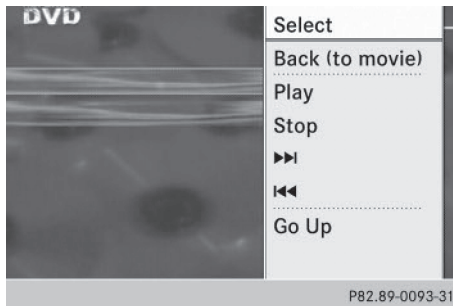 DVD
Select
Back (to movie)
Play
Stop
⏭
⏮
Go Up
P82.89-0093-31